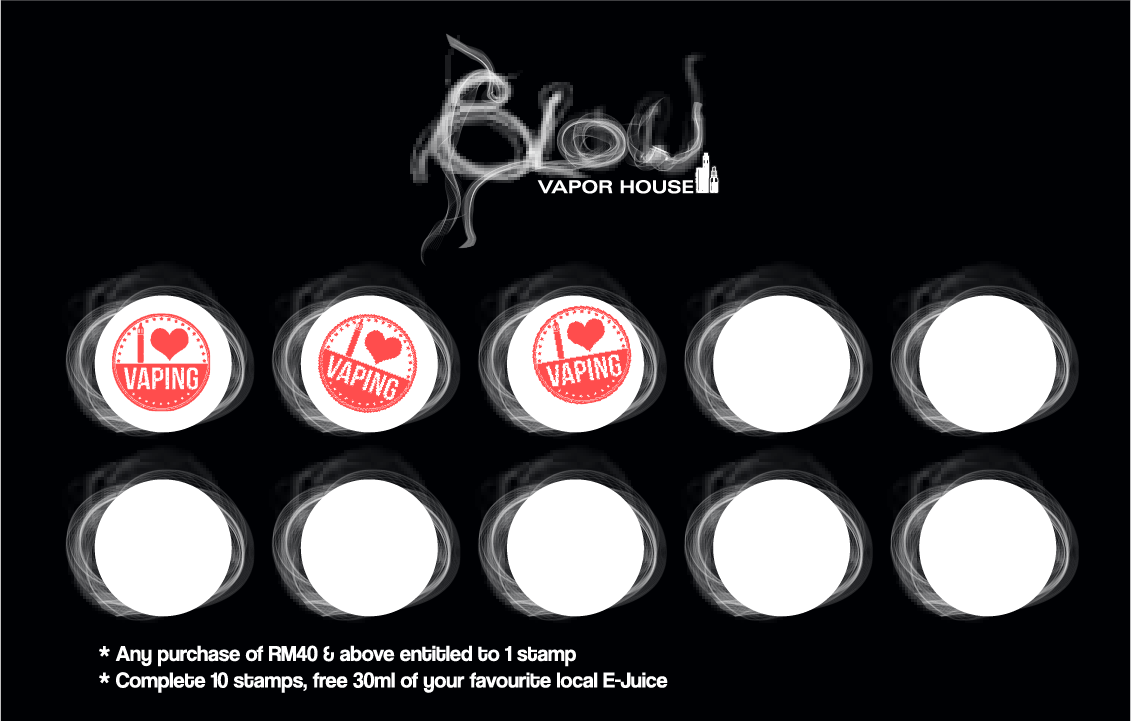 Blow
VAPOR HOUSE
I
VAPING
I
VAPING
I
VAPING
* Any purchase of RM40 & above entitled to 1 stamp
* Complete 10 stamps, free 30ml of your favourite local E-Juice